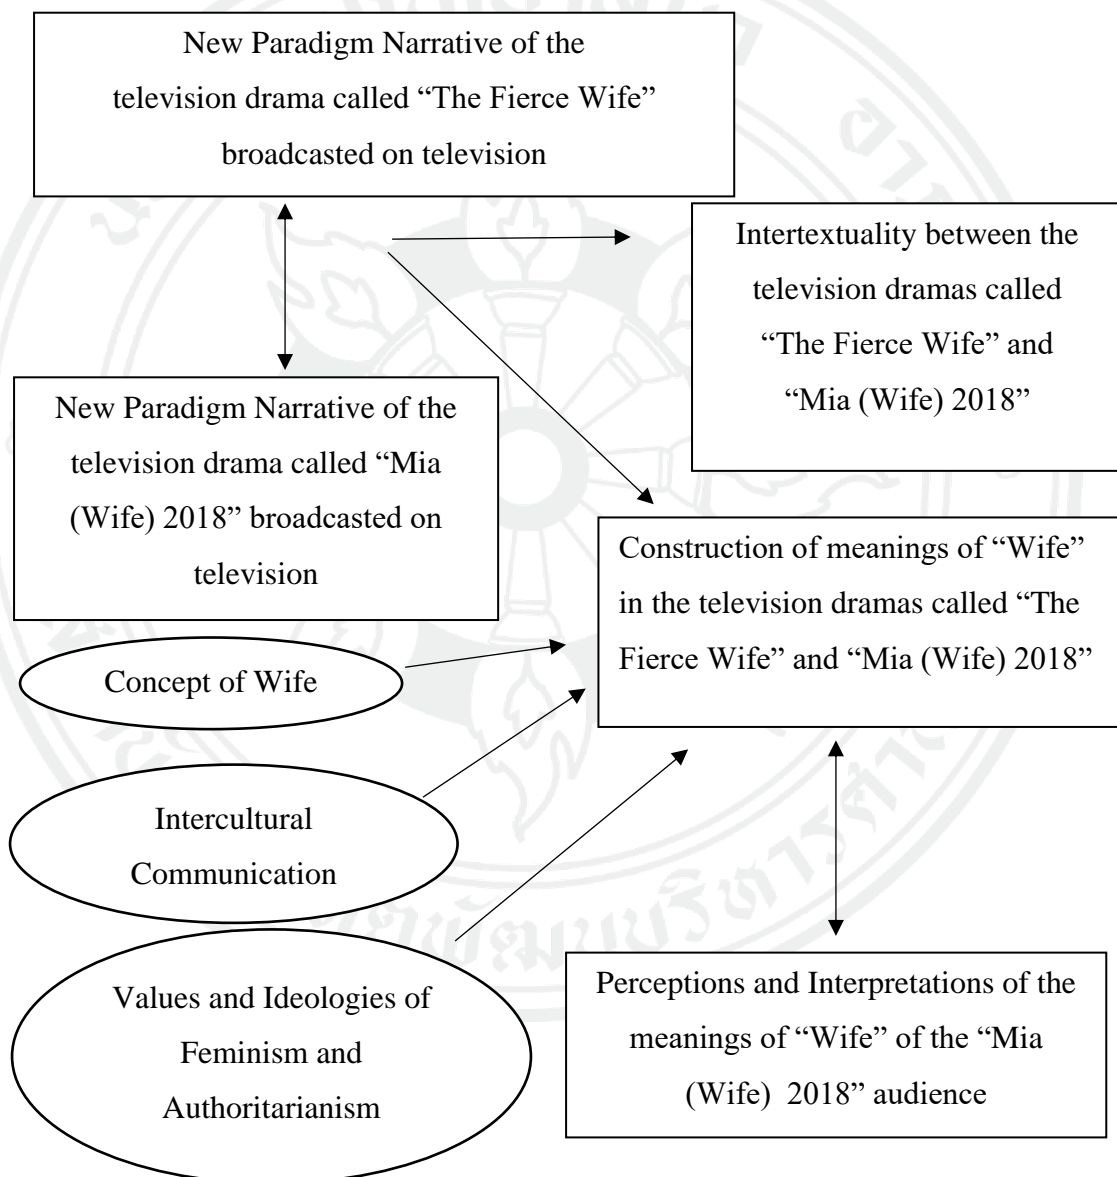 New Paradigm Narrative of the
television drama called “The Fierce Wife”
broadcasted on television
Intertextuality between the
television dramas called
“The Fierce Wife” and
“Mia (Wife) 2018”
New Paradigm Narrative of the
television drama called “Mia
(Wife) 2018” broadcasted on
television
Construction of meanings of “Wife”
in the television dramas called “The
Fierce Wife” and “Mia (Wife) 2018”
Concept of Wife
Intercultural
Communication
Values and Ideologies of
Feminism and
Authoritarianism
Perceptions and Interpretations of the
meanings of “Wife” of the “Mia
(Wife)  2018” audience